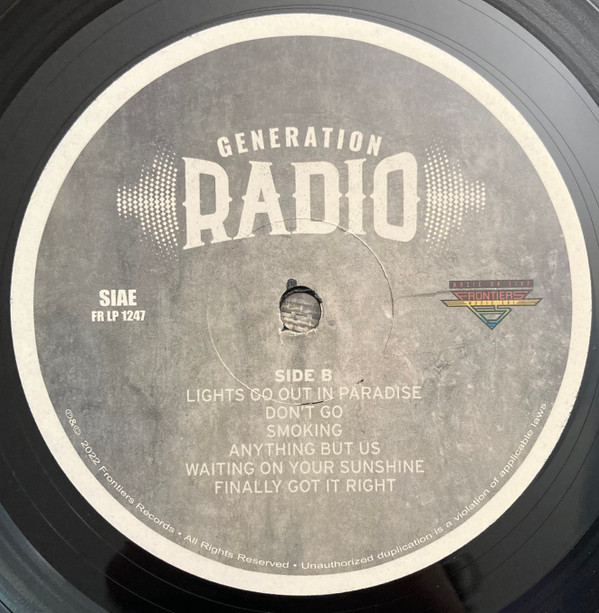 GENERATION
RADIO
SIAE
FR LP 1247
FRONTIERS
SIDE B
LIGHTS GO OUT IN PARADISE
DON'T GO
SMOKING
ANYTHING BUT US
WAITING ON YOUR SUNSHINE
FINALLY GOT IT RIGHT
℗&© 2022 Frontiers Records • All Rights Reserved • Unauthorized duplication is a violation of applicable laws.